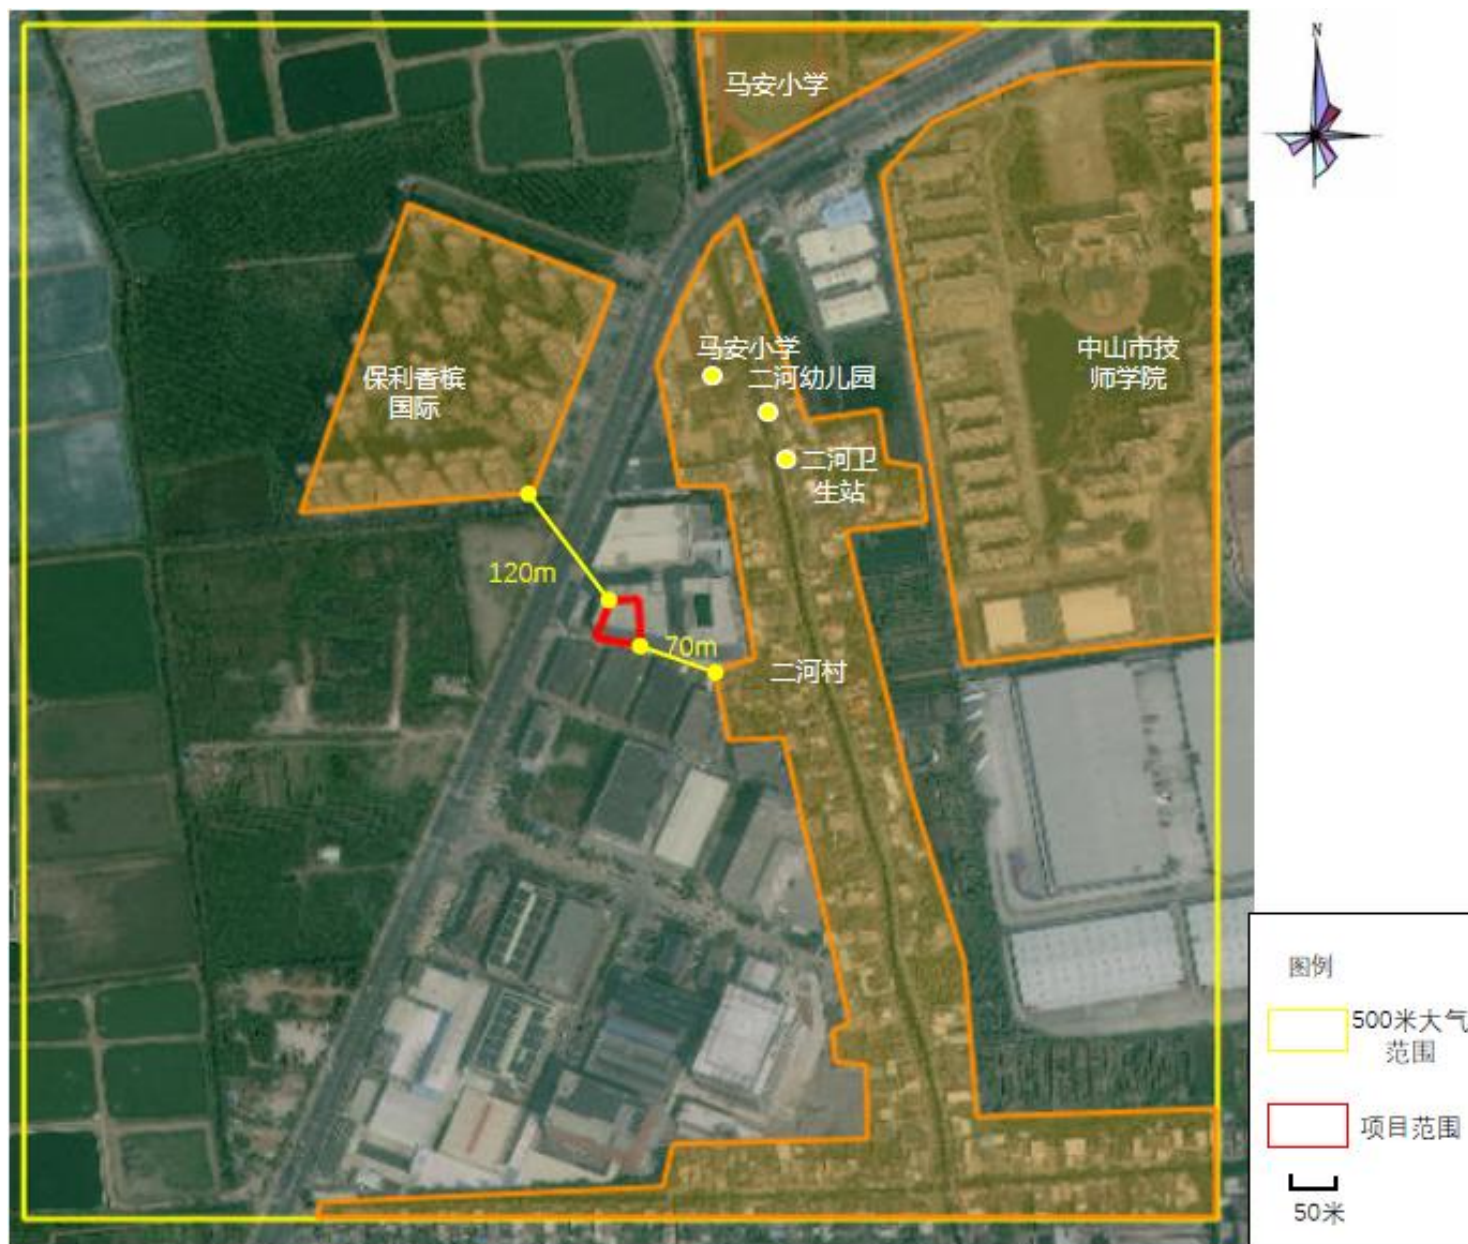 N
马安小学
马安小学
二河幼儿园
保利香槟
国际
中山市技
师学院
二河卫
生站
120m
70m
二河村
图例
500米大气
范围
项目范围
50米